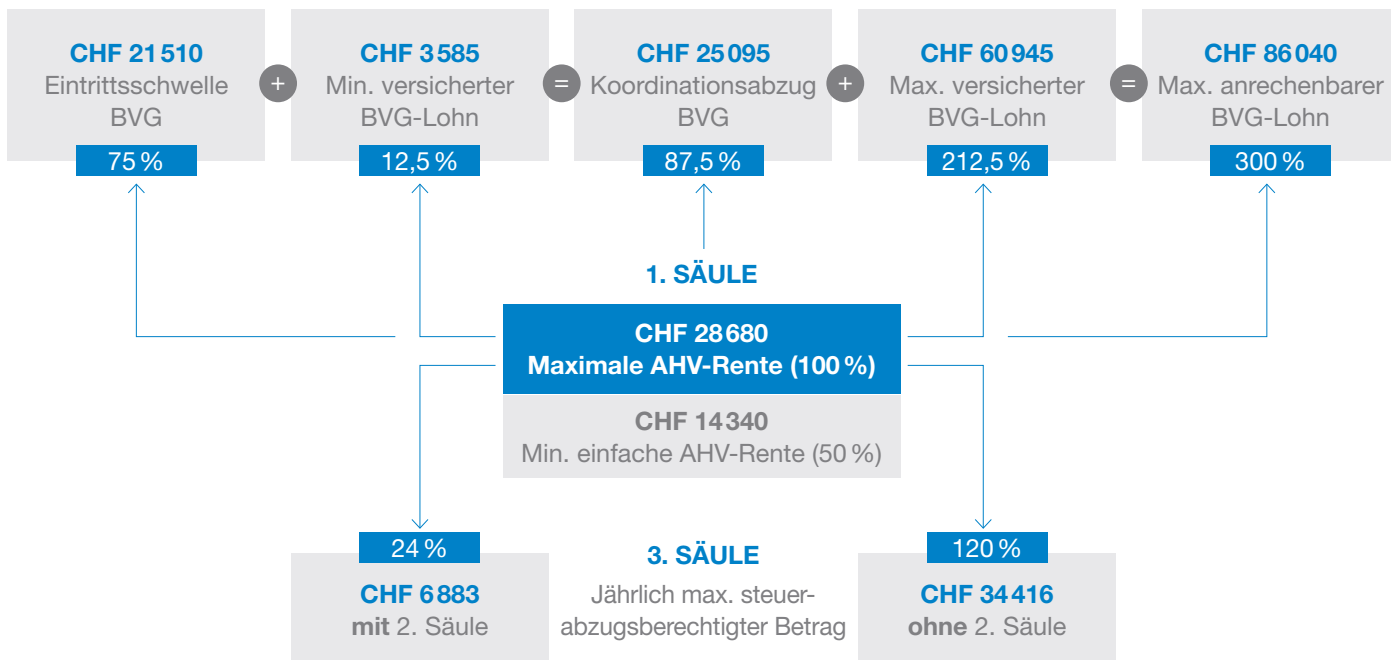 CHF 21 510
Eintrittsschwelle
BVG
75 %
+
CHF 3 585
Min. versicherter
BVG-Lohn
12,5 %
=
CHF 25 095
Koordinationsabzug
BVG
87,5 %
+
CHF 60 945
Max. versicherter
BVG-Lohn
212,5 %
=
CHF 86 040
Max. anrechenbarer
BVG-Lohn
300 %
1. SÄULE
CHF 28 680
Maximale AHV-Rente (100 %)
CHF 14 340
Min. einfache AHV-Rente (50 %)
24 %
CHF 6 883
mit 2. Säule
3. SÄULE
Jährlich max. steuer-
abzugsberechtigter Betrag
120 %
CHF 34 416
ohne 2. Säule